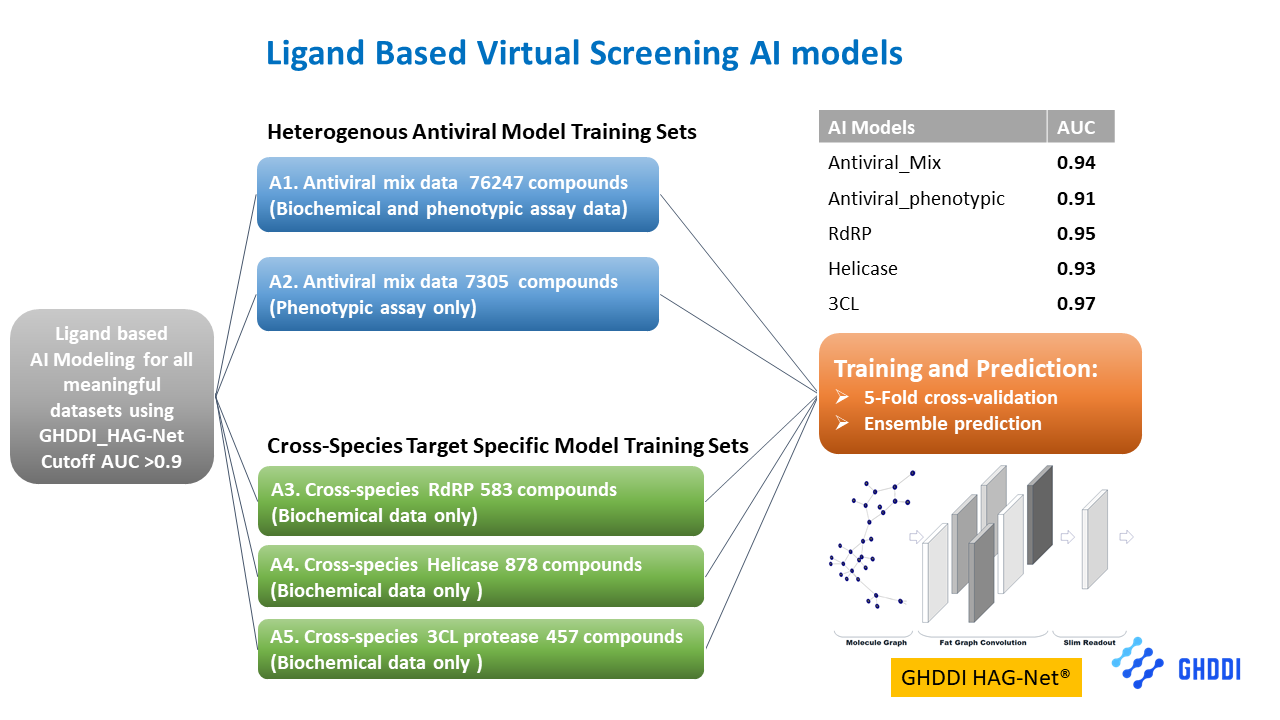 Ligand Based Virtual Screening AI models
Heterogenous Antiviral Model Training Sets
A1. Antiviral mix data 76247 compounds
(Biochemical and phenotypic assay data)
A2. Antiviral mix data 7305 compounds
(Phenotypic assay only)
Ligand based
AI Modeling for all
meaningful
datasets using
GHDDI_HAG-Net
Cutoff AUC >0.9
Cross-Species Target Specific Model Training Sets
A3. Cross-species RdRP 583 compounds
(Biochemical data only)
A4. Cross-species Helicase 878 compounds
(Biochemical data only )
A5. Cross-species 3CL protease 457 compounds
(Biochemical data only )
AI Models AUC
Antiviral_Mix 0.94
Antiviral_phenotypic 0.91
RdRP 0.95
Helicase 0.93
3CL 0.97
Training and Prediction:
➢ 5-Fold cross-validation
➢ Ensemble prediction
Molecule Graph Fat Graph Convolution Slim Readout
GHDDI HAG-Net®
GHDDI